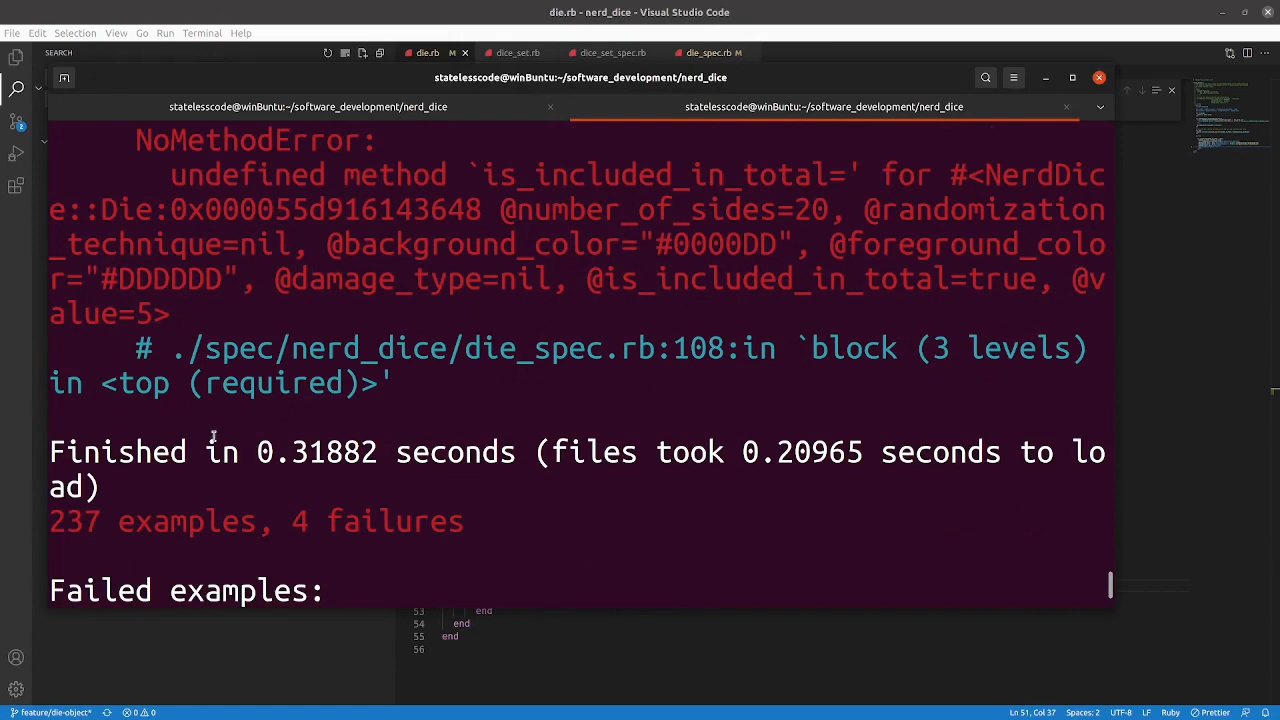 die.rb - nerd_dice - Visual Studio Code
File Edit Selection View Go Run Terminal Help
SEARCH
die.rb M
dice_set.rb
dice_set_spec.rb
die_spec.rb M
statelesscode@winBuntu:~/software_development/nerd_dice
statelesscode@winBuntu:~/software_development/nerd_dice
statelesscode@winBuntu:~/software_development/nerd_dice
NoMethodError:
undefined method `is_included_in_total=' for #<NerdDic
e::Die:0x000055d916143648 @number_of_sides=20, @randomization
_technique=nil, @background_color="#0000DD", @foreground_colo
r="#DDDDDD", @damage_type=nil, @is_included_in_total=true, @v
alue=5>
# ./spec/nerd_dice/die_spec.rb:108:in `block (3 levels)
in <top (required)>'
Finished in 0.31882 seconds (files took 0.20965 seconds to lo
ad)
237 examples, 4 failures
Failed examples:
53 end
54 end
55 end
56
2
feature/die-object* 0 0 Ln 51, Col 37 Spaces: 2 UTF-8 LF Ruby Prettier